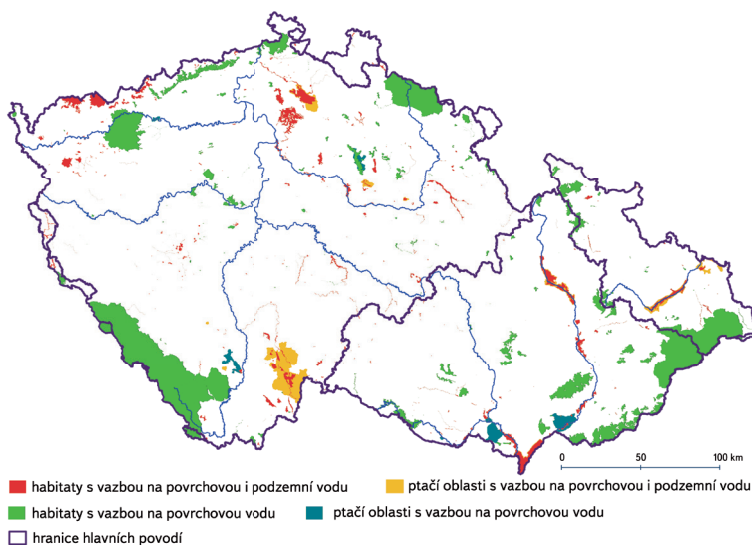 0 50 100 km
habitaty s vazbou na povrchovou i podzemní vodu
ptačí oblasti s vazbou na povrchovou i podzemní vodu
habitaty s vazbou na povrchovou vodu
ptačí oblasti s vazbou na povrchovou vodu
hranice hlavních povodí